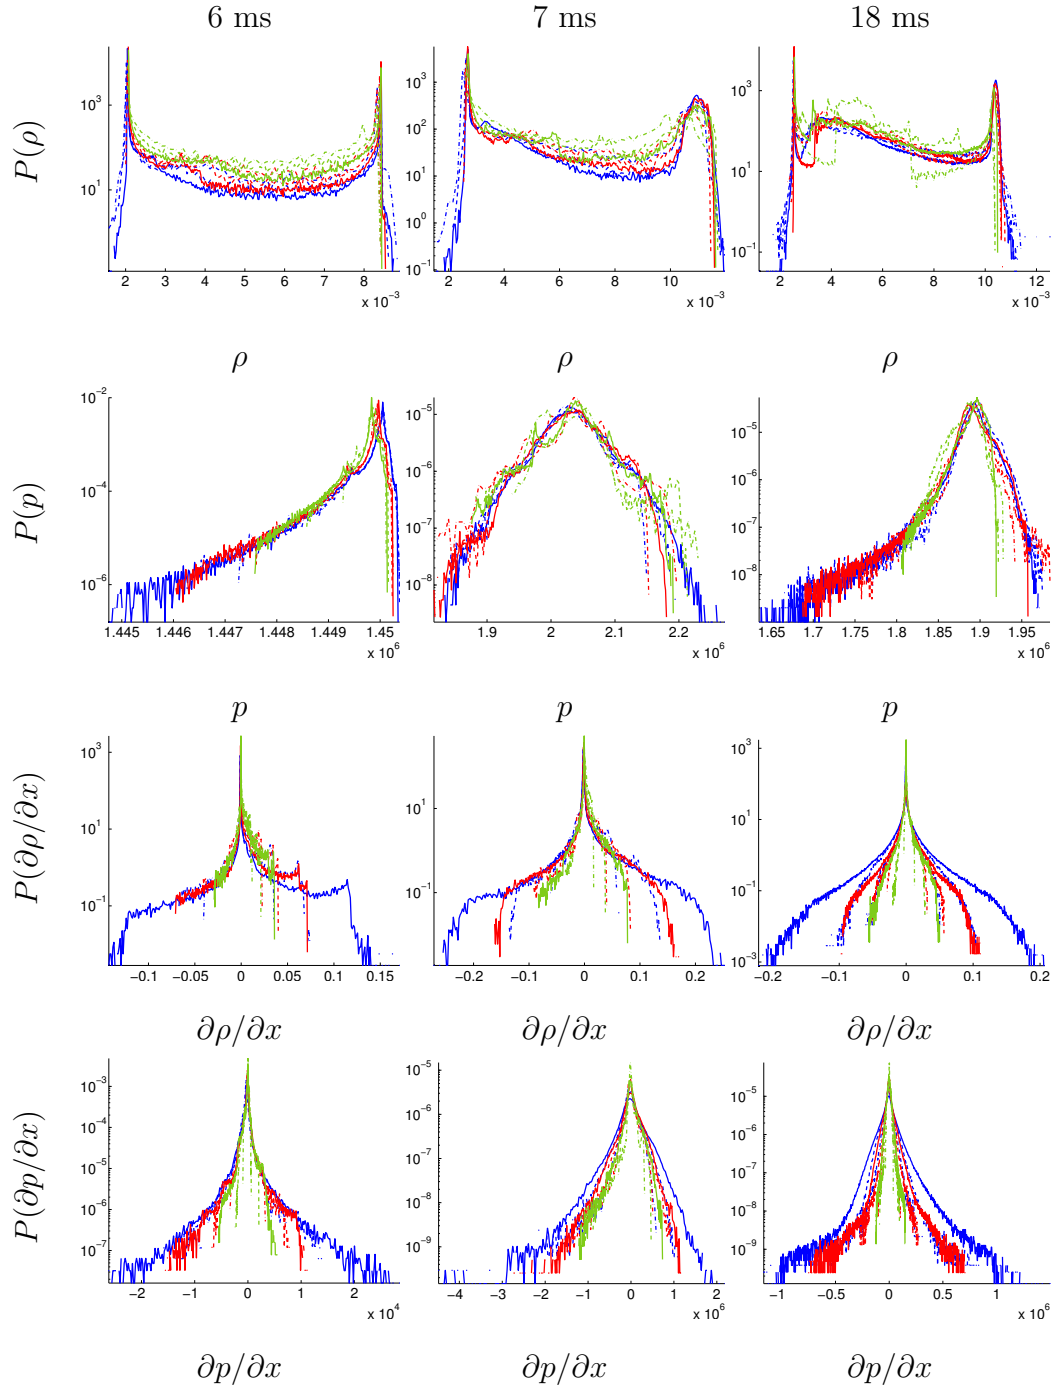 6 ms 7 ms 18 ms
P(ρ)
10³ 10¹
2 3 4 5 6 7 8
x 10⁻³
10³ 10² 10¹ 10⁰ 10⁻¹
2 4 6 8 10
x 10⁻³
10³ 10¹ 10⁻¹
2 4 6 8 10 12
x 10⁻³
ρ ρ ρ
P(p)
10⁻² 10⁻⁴ 10⁻⁶
1.445 1.446 1.447 1.448 1.449 1.45
x 10⁶
10⁻⁵ 10⁻⁶ 10⁻⁷ 10⁻⁸
1.9 2 2.1 2.2
x 10⁶
10⁻⁵ 10⁻⁶ 10⁻⁷ 10⁻⁸
1.65 1.7 1.75 1.8 1.85 1.9 1.95
x 10⁶
p p p
P(∂ρ/∂x)
10³ 10¹ 10⁻¹
−0.1 −0.05 0 0.05 0.1 0.15
10¹ 10⁻¹
−0.2 −0.1 0 0.1 0.2
10³ 10¹ 10⁻¹ 10⁻³
−0.2 −0.1 0 0.1 0.2
∂ρ/∂x ∂ρ/∂x ∂ρ/∂x
P(∂p/∂x)
10⁻³ 10⁻⁴ 10⁻⁵ 10⁻⁶ 10⁻⁷
−2 −1 0 1 2
x 10⁴
10⁻⁵ 10⁻⁶ 10⁻⁷ 10⁻⁸ 10⁻⁹
−4 −3 −2 −1 0 1 2
x 10⁶
10⁻⁵ 10⁻⁶ 10⁻⁷ 10⁻⁸ 10⁻⁹
−1 −0.5 0 0.5 1
x 10⁶
∂p/∂x ∂p/∂x ∂p/∂x